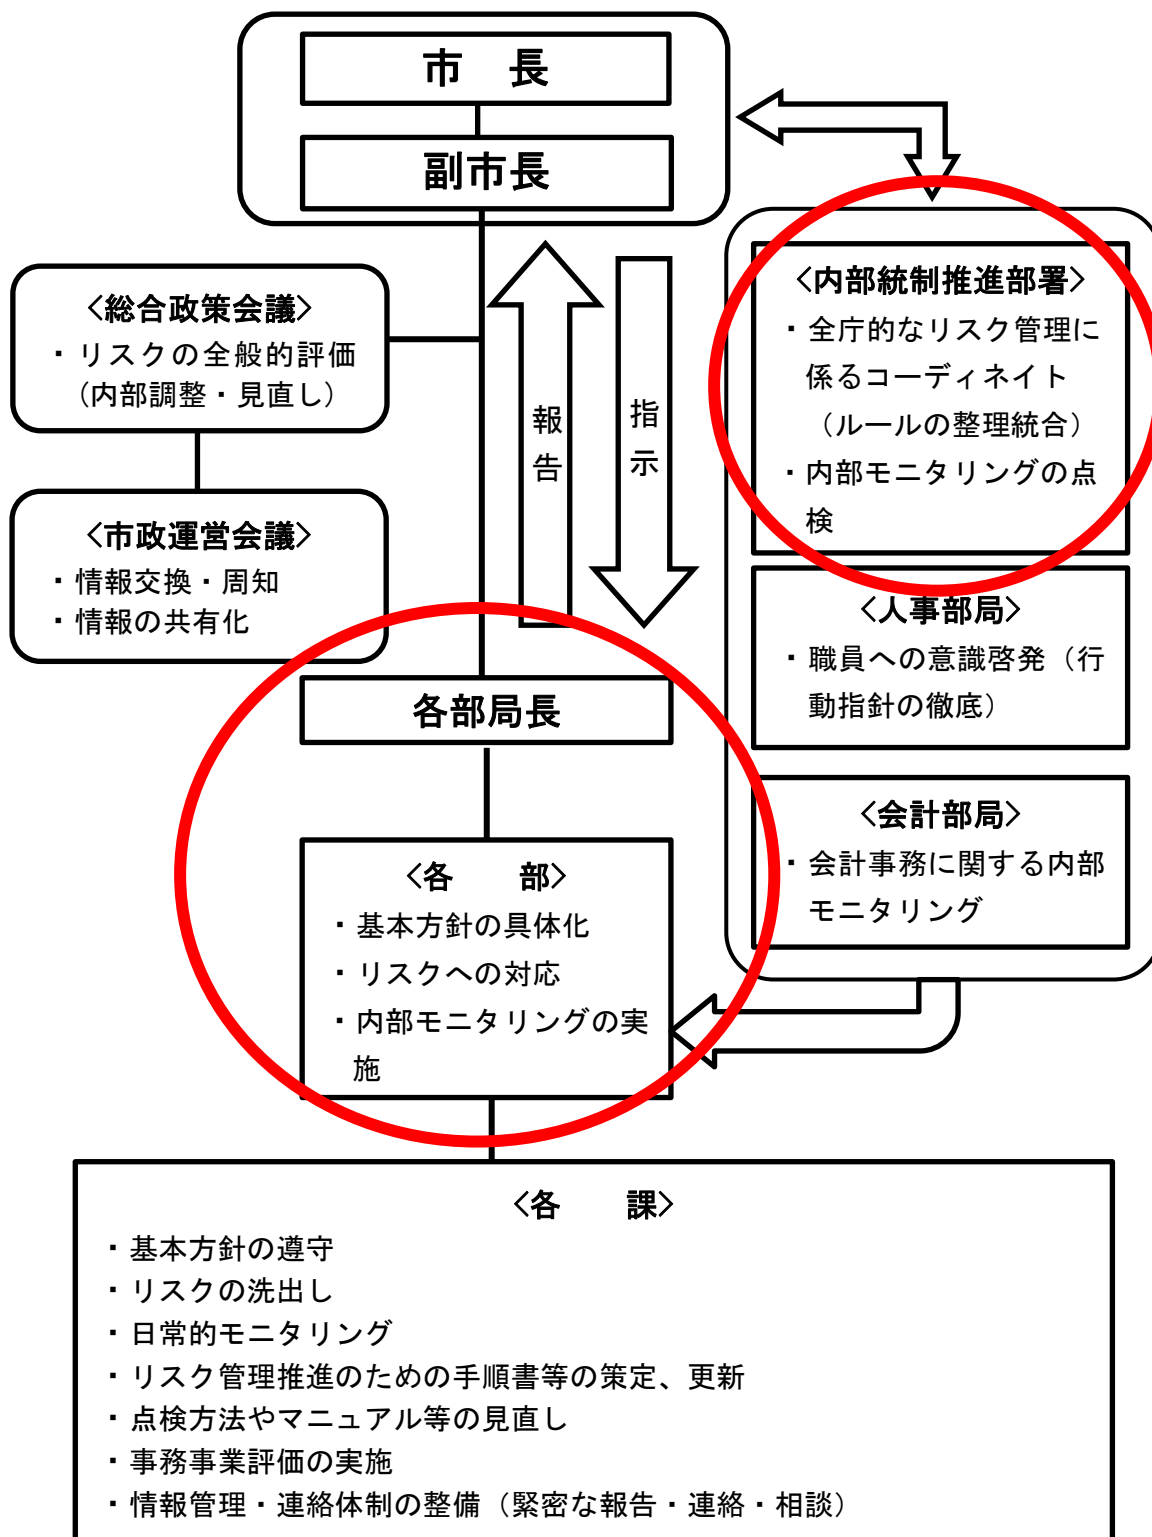 市　長
副市長
<総合政策会議>
・リスクの全般的評価
(内部調整・見直し)
<市政運営会議>
・情報交換・周知
・情報の共有化
報告
指示
<内部統制推進部署>
・全庁的なリスク管理に
係るコーディネイト
（ルールの整理統合）
・内部モニタリングの点
検
<人事部局>
・職員への意識啓発（行
動指針の徹底）
<会計部局>
・会計事務に関する内部
モニタリング
各部局長
<各　　部>
・基本方針の具体化
・リスクへの対応
・内部モニタリングの実
施
<各　　課>
・基本方針の遵守
・リスクの洗出し
・日常的モニタリング
・リスク管理推進のための手順書等の策定、更新
・点検方法やマニュアル等の見直し
・事務事業評価の実施
・情報管理・連絡体制の整備（緊密な報告・連絡・相談）